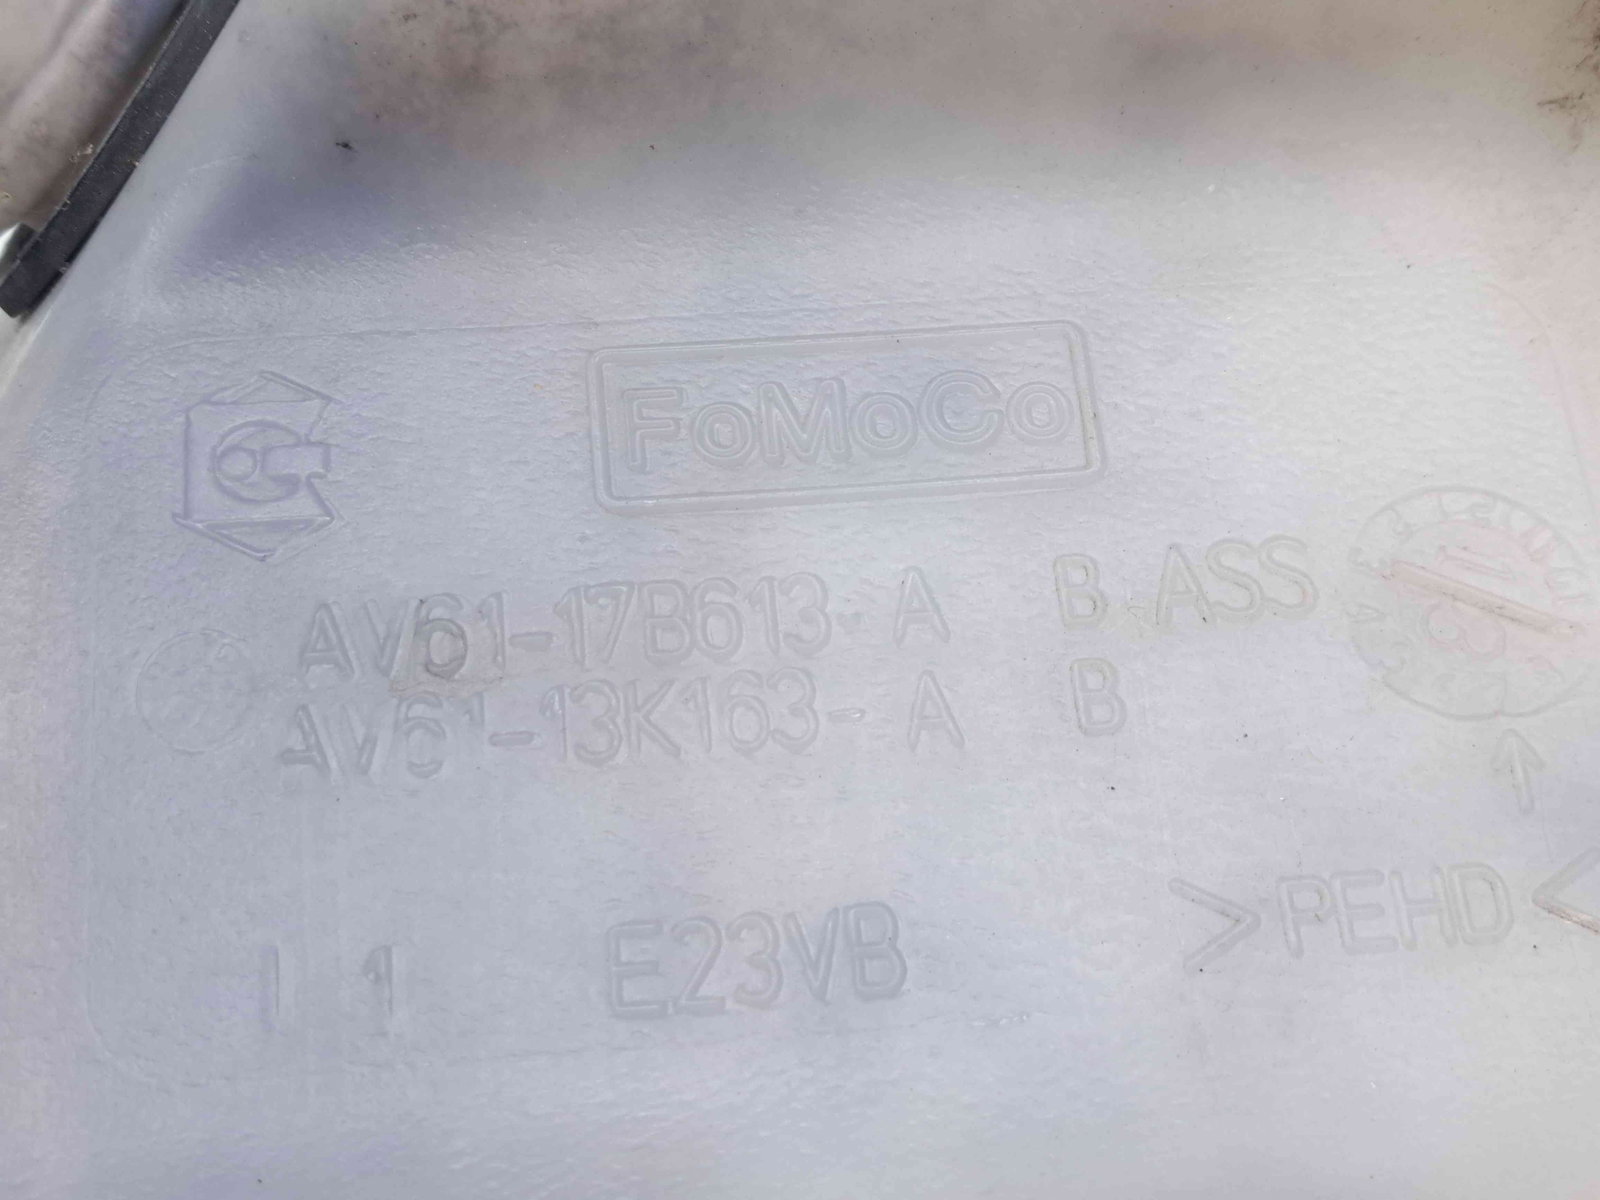 FoMoCo
AV61-17B613-A B ASS
AV61-13K163-A B
>PEHD<
I 1 E23VB